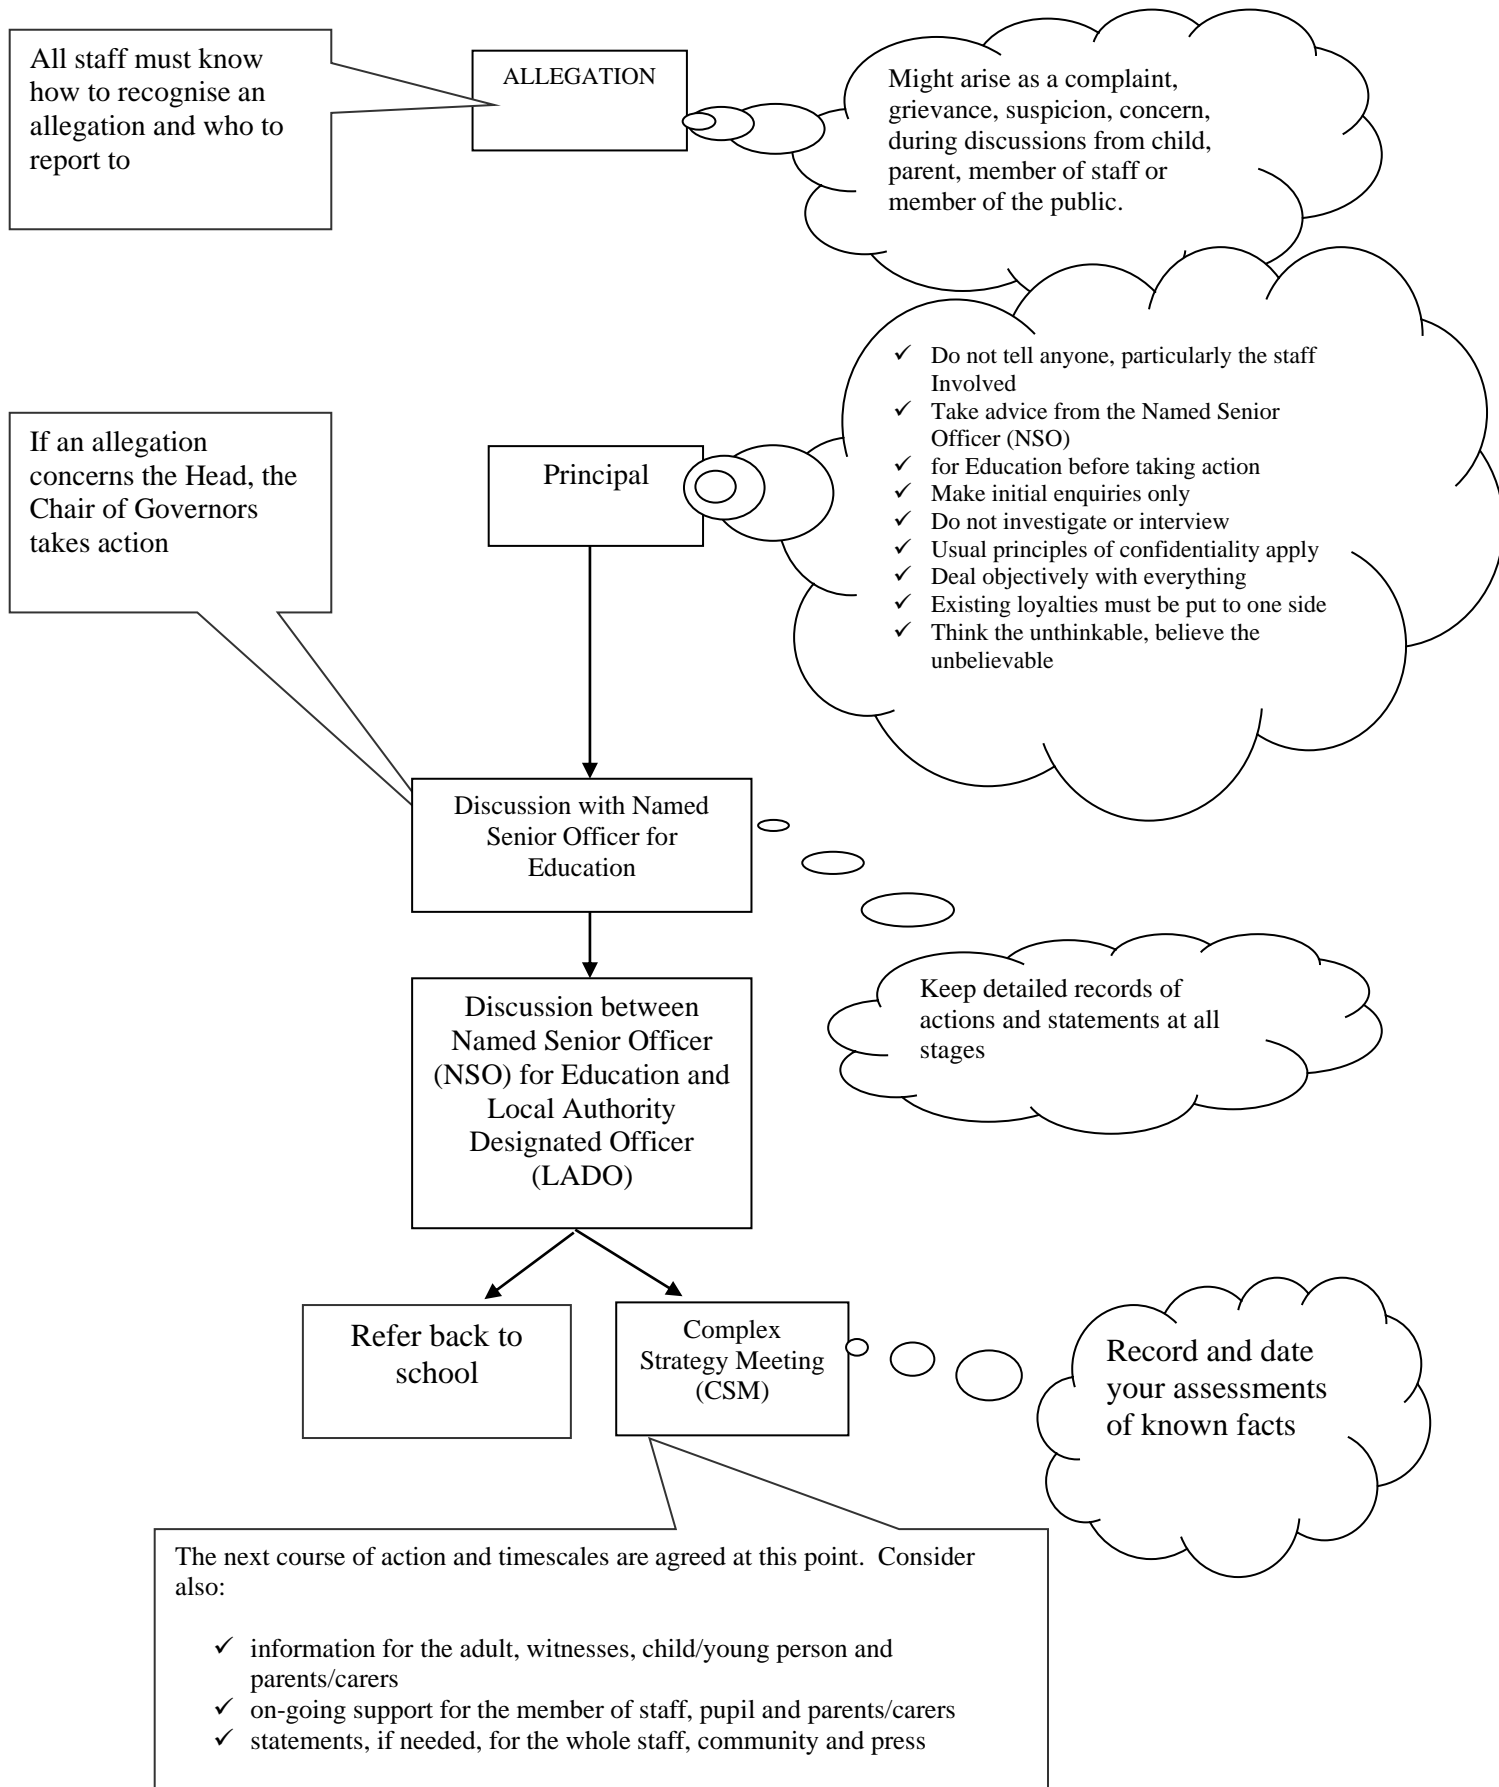 All staff must know
how to recognise an
allegation and who to
report to
ALLEGATION
Might arise as a complaint,
grievance, suspicion, concern,
during discussions from child,
parent, member of staff or
member of the public.
✓ Do not tell anyone, particularly the staff
Involved
✓ Take advice from the Named Senior
Officer (NSO)
✓ for Education before taking action
✓ Make initial enquiries only
✓ Do not investigate or interview
✓ Usual principles of confidentiality apply
✓ Deal objectively with everything
✓ Existing loyalties must be put to one side
✓ Think the unthinkable, believe the
unbelievable
If an allegation
concerns the Head, the
Chair of Governors
takes action
Principal
Discussion with Named
Senior Officer for
Education
Keep detailed records of
actions and statements at all
stages
Discussion between
Named Senior Officer
(NSO) for Education and
Local Authority
Designated Officer
(LADO)
Refer back to
school
Complex
Strategy Meeting
(CSM)
Record and date
your assessments
of known facts
The next course of action and timescales are agreed at this point.  Consider
also:
✓ information for the adult, witnesses, child/young person and
parents/carers
✓ on-going support for the member of staff, pupil and parents/carers
✓ statements, if needed, for the whole staff, community and press